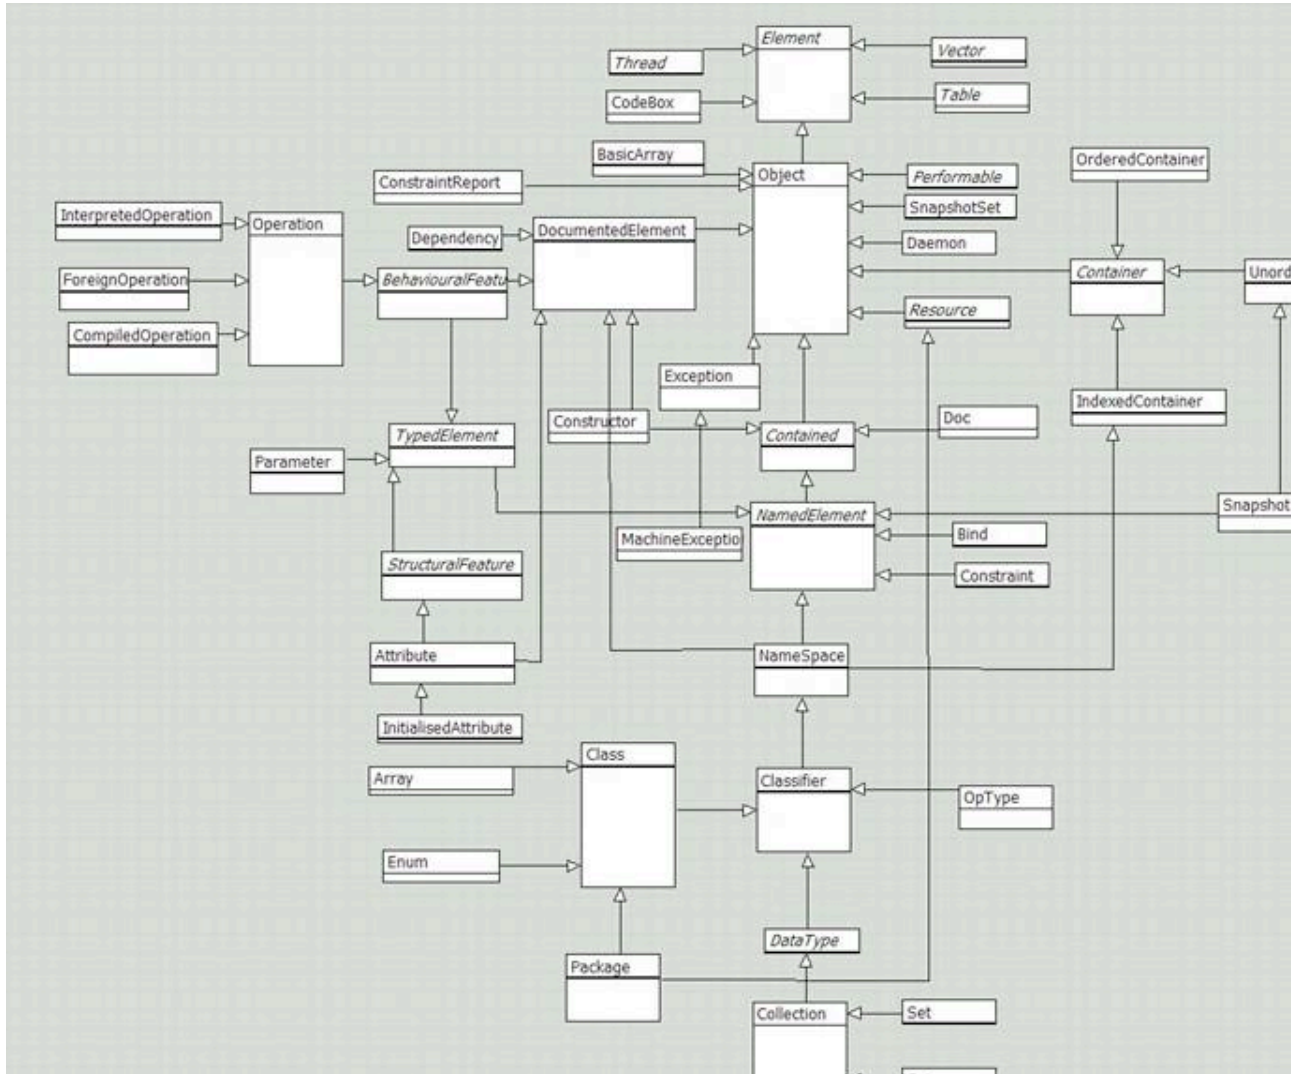 Element
Vector
Thread
Table
CodeBox
BasicArray
OrderedContainer
Object
Performable
ConstraintReport
SnapshotSet
InterpretedOperation
Operation
DocumentedElement
Dependency
Daemon
Container
Unord
ForeignOperation
BehaviouralFeatu
Resource
CompiledOperation
Exception
IndexedContainer
Constructor
Doc
TypedElement
Contained
Parameter
Snapshot
NamedElement
Bind
MachineExceptio
StructuralFeature
Constraint
Attribute
NameSpace
InitialisedAttribute
Class
Array
Classifier
OpType
Enum
DataType
Package
Collection
Set